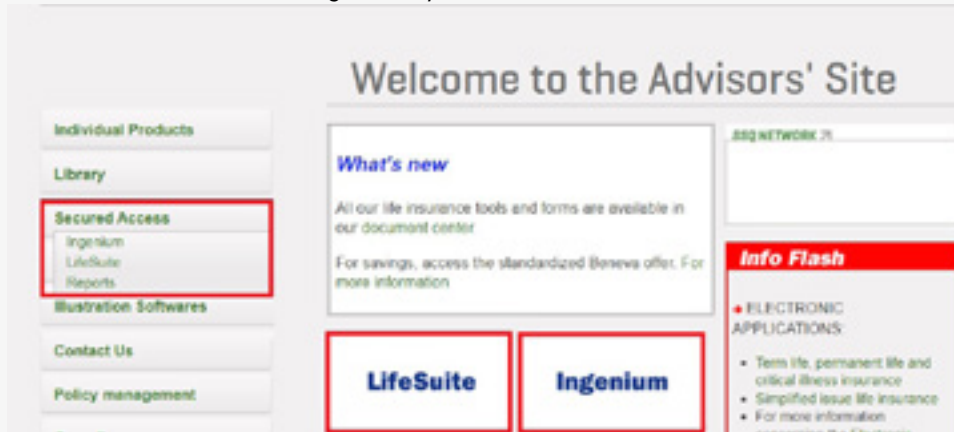 Welcome to the Advisors' Site
Individual Products
Library
Secured Access
Ingenium
LifeSuite
Reports
Illustration Softwares
Contact Us
Policy management
What's new
All our life insurance tools and forms are available in
our document center
For savings, access the standardized Beneva offer. For
more information
LifeSuite
Ingenium
SSQ NETWORK
Info Flash
ELECTRONIC
APPLICATIONS:
Term life, permanent life and
critical illness insurance
Simplified issue life insurance
For more information